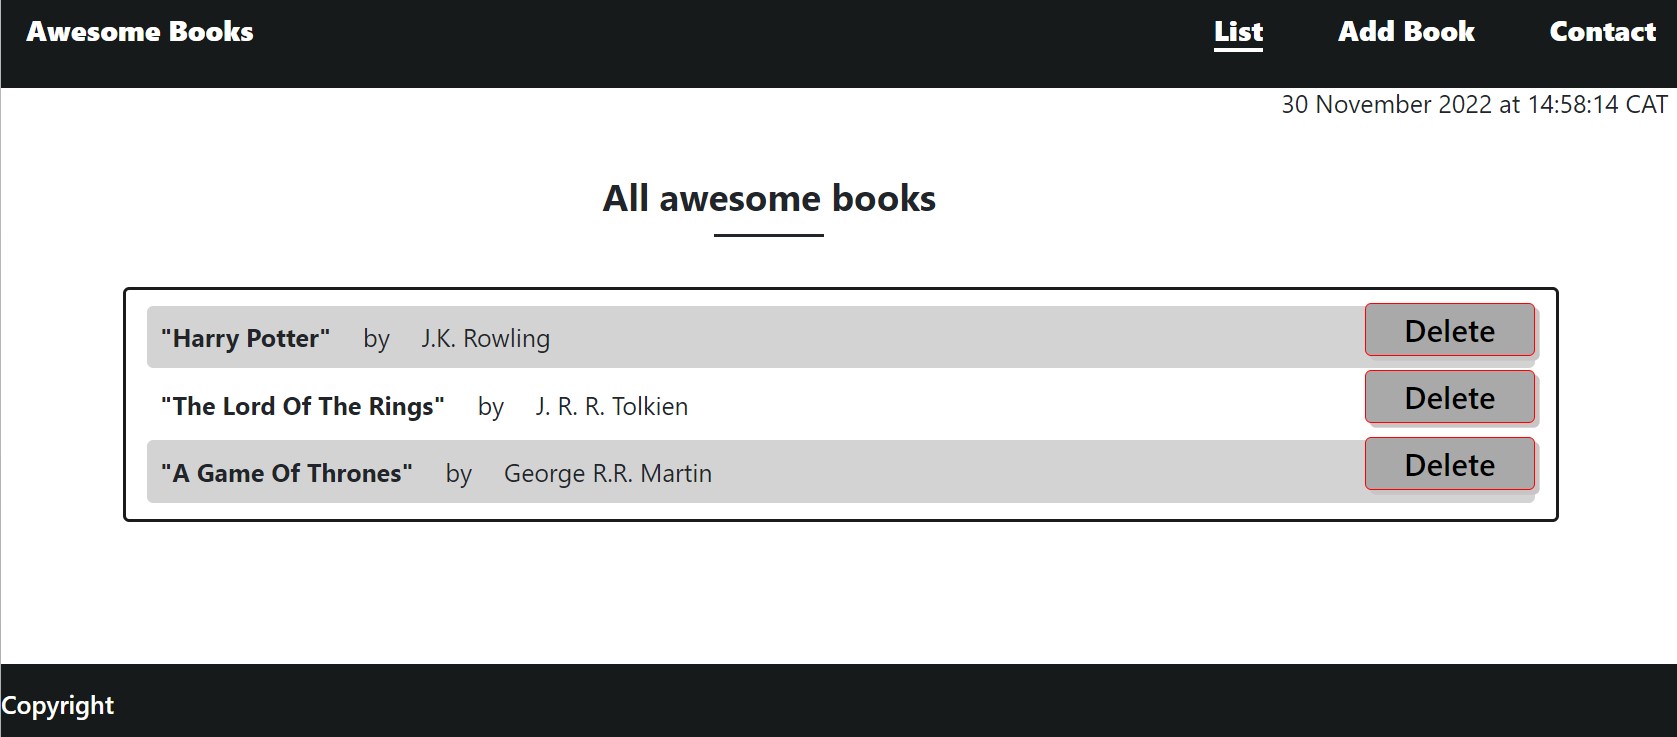 Awesome Books List Add Book Contact
30 November 2022 at 14:58:14 CAT
All awesome books
"Harry Potter" by J.K. Rowling Delete
"The Lord Of The Rings" by J. R. R. Tolkien Delete
"A Game Of Thrones" by George R.R. Martin Delete
Copyright